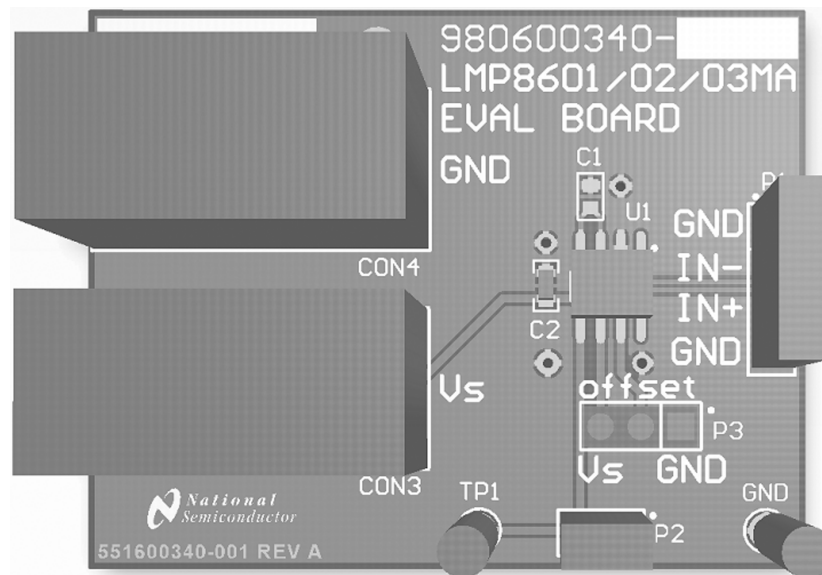 980600340-
LMP8601/02/03MA
EVAL BOARD
GND
C1
U1
P1
GND
IN-
IN+
GND
CON4
C2
Vs
offset
P3
Vs GND
CON3
TP1
GND
P2
National
Semiconductor
551600340-001 REV A